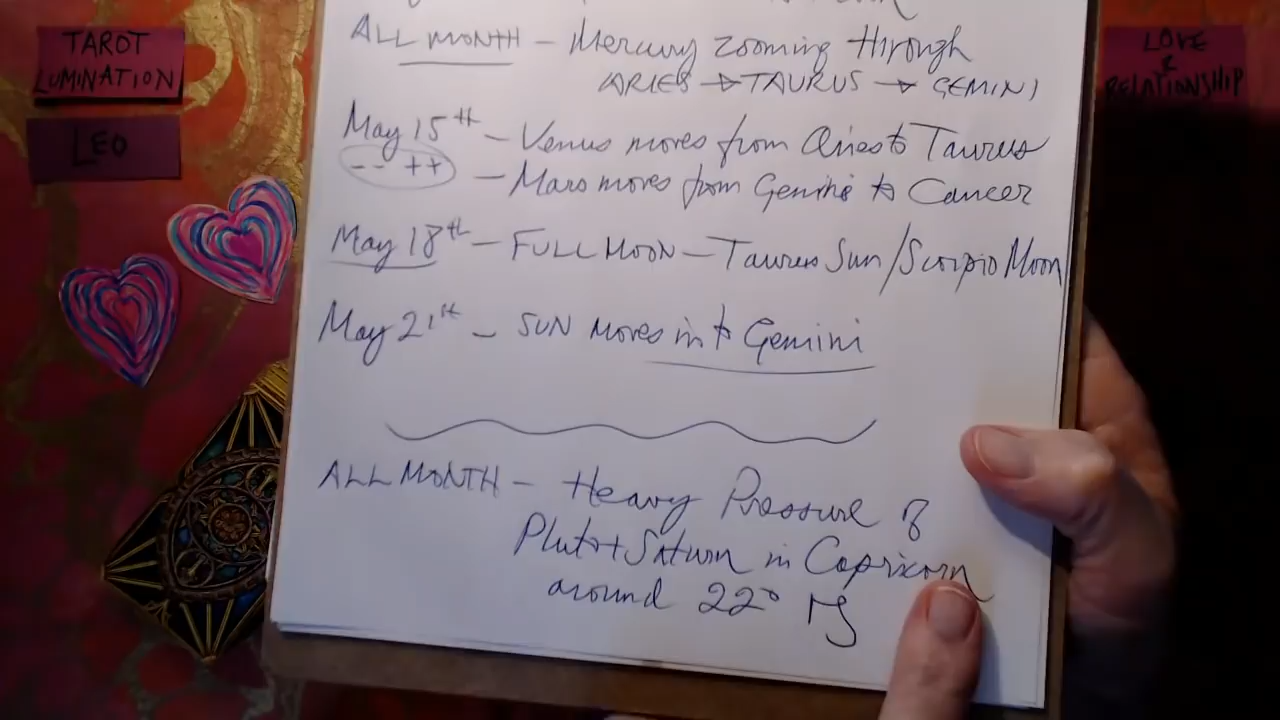 TAROT
LUMINATION
LEO
LOVE
&
RELATIONSHIP
ALL MONTH – Mercury zooming through
ARIES → TAURUS → GEMINI
May 15th – Venus moves from Aries to Taurus
-- ++ – Mars moves from Gemini to Cancer
May 18th – FULL MOON – Taurus Sun/Scorpio Moon
May 21st – SUN moves into Gemini
ALL MONTH – Heavy Pressure of
Pluto + Saturn in Capricorn
around 22° ♑